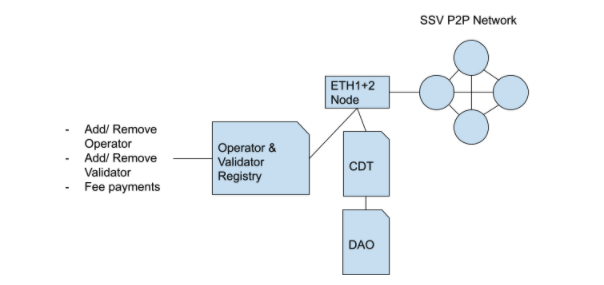 SSV P2P Network
ETH1+2
Node
- Add/ Remove
Operator
- Add/ Remove
Validator
- Fee payments
Operator &
Validator
Registry
CDT
DAO